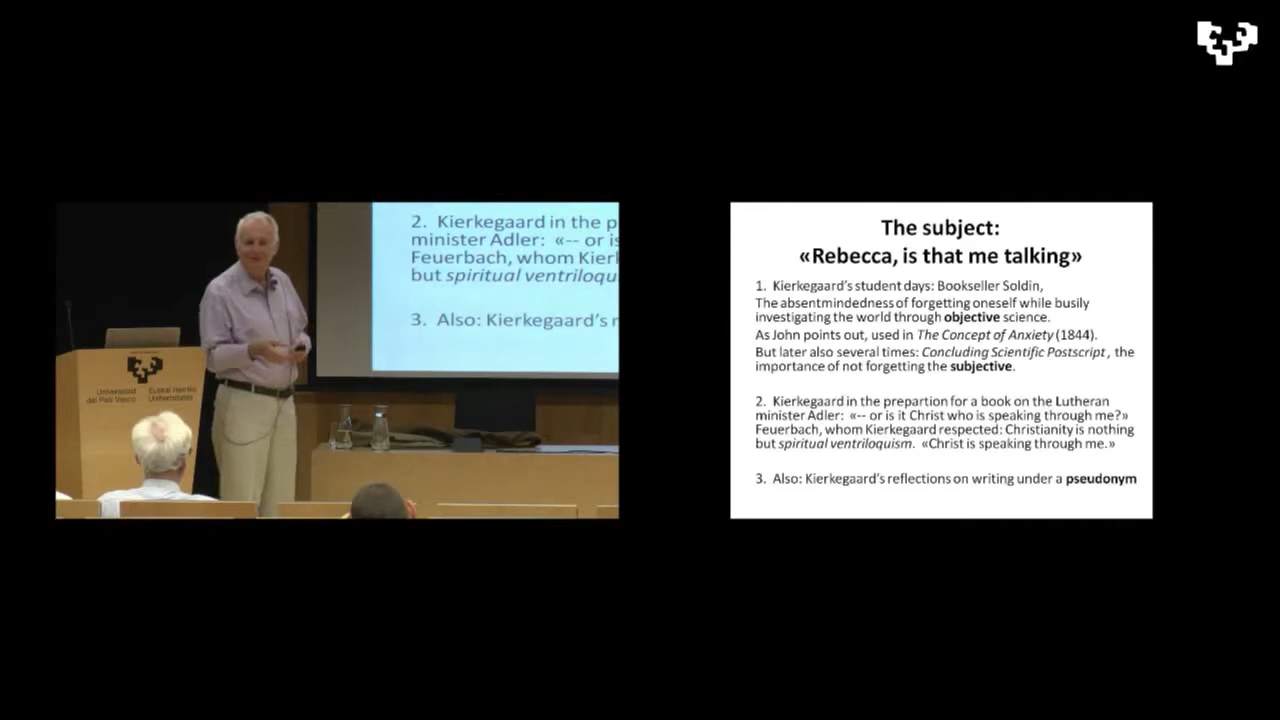 2. Kierkegaard in the p
minister Adler: «-- or is
Feuerbach, whom Kierk
but spiritual ventriloqu
3. Also: Kierkegaard's r
Universidad Euskal Herriko
del País Vasco Unibertsitatea
The subject:
«Rebecca, is that me talking»
1. Kierkegaard's student days: Bookseller Soldin,
The absentmindedness of forgetting oneself while busily
investigating the world through objective science.
As John points out, used in The Concept of Anxiety (1844).
But later also several times: Concluding Scientific Postscript , the
importance of not forgetting the subjective.
2. Kierkegaard in the prepartion for a book on the Lutheran
minister Adler: «-- or is it Christ who is speaking through me?»
Feuerbach, whom Kierkegaard respected: Christianity is nothing
but spiritual ventriloquism. «Christ is speaking through me.»
3. Also: Kierkegaard's reflections on writing under a pseudonym